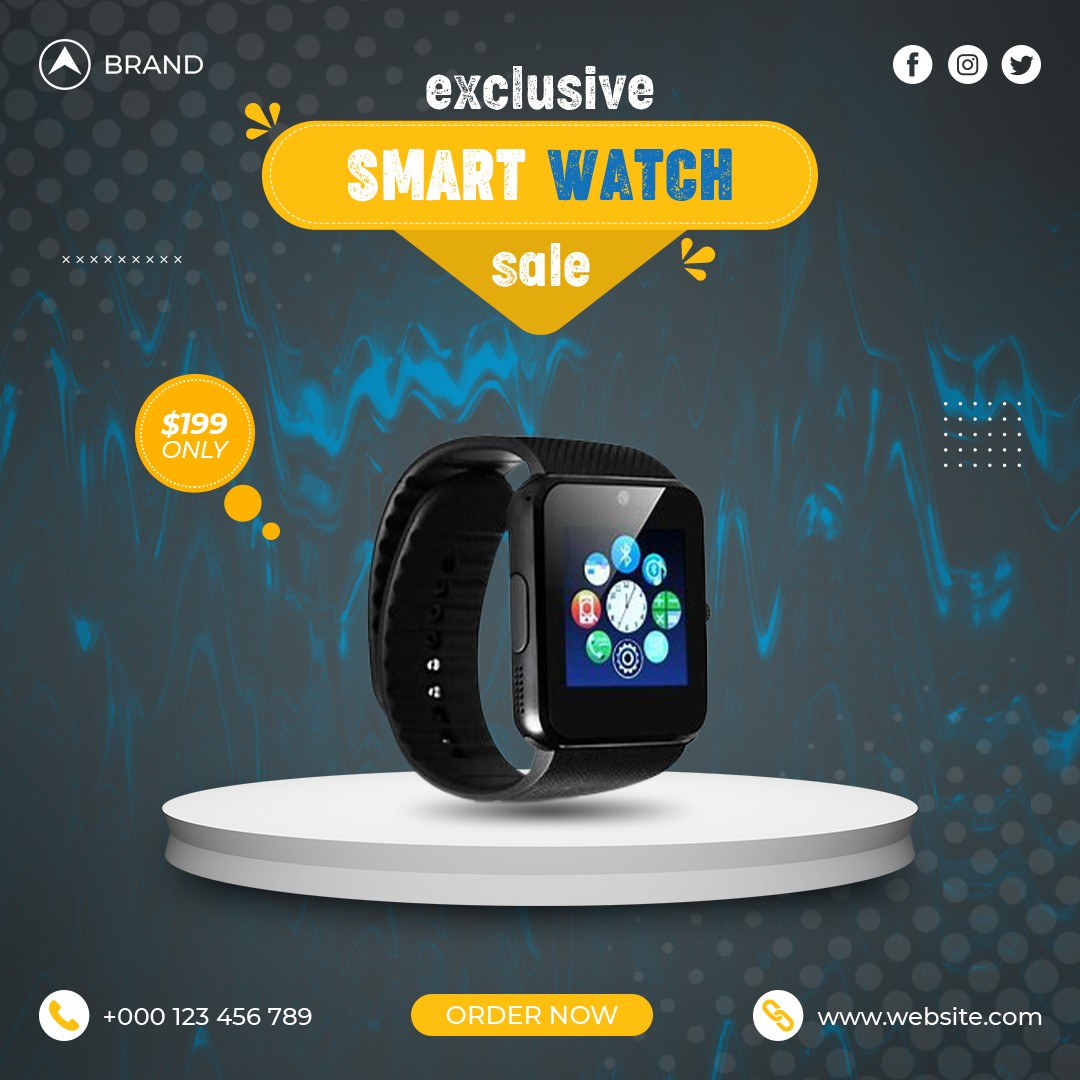 BRAND
exclusive
SMART WATCH
sale
$199
ONLY
+000 123 456 789
ORDER NOW
www.website.com